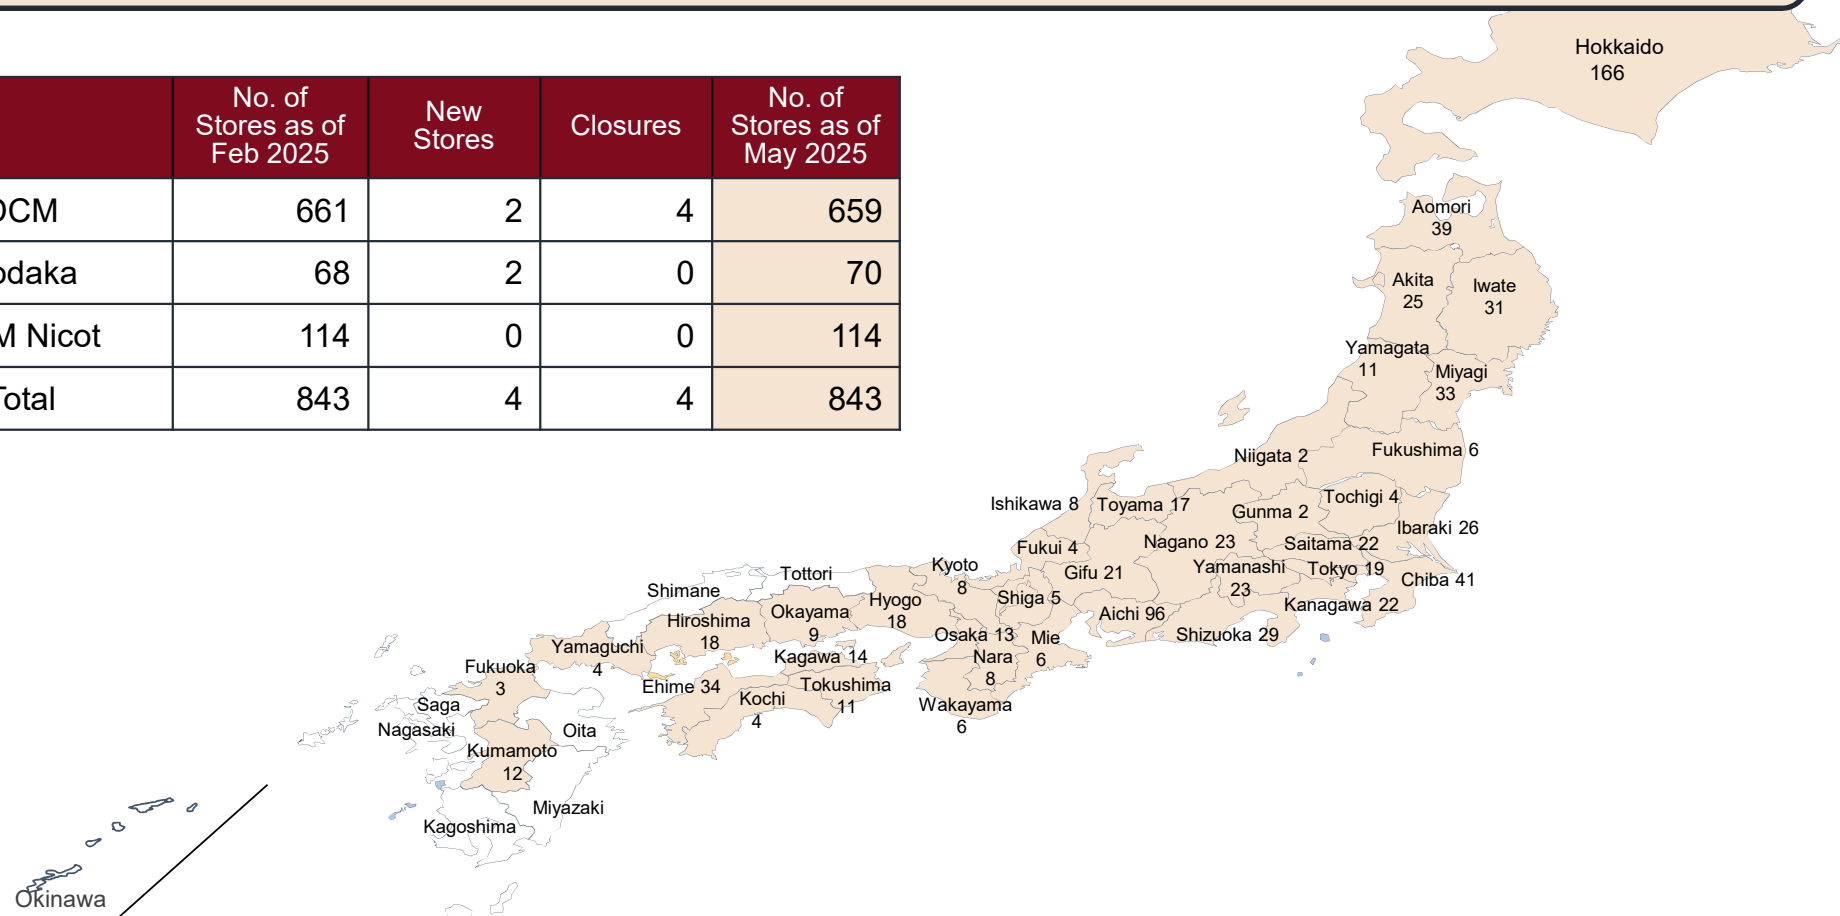 No. of
Stores as of
Feb 2025
New
Stores
Closures
No. of
Stores as of
May 2025
DCM 661 2 4 659
odaka 68 2 0 70
M Nicot 114 0 0 114
Total 843 4 4 843
Hokkaido
166
Aomori
39
Akita
25
Iwate
31
Yamagata
11
Miyagi
33
Niigata 2
Fukushima 6
Ishikawa 8
Toyama 17
Gunma 2
Tochigi 4
Ibaraki 26
Fukui 4
Nagano 23
Saitama 22
Gifu 21
Yamanashi
23
Tokyo 19
Chiba 41
Kanagawa 22
Aichi 96
Shizuoka 29
Kyoto
8
Shiga 5
Tottori
Shimane
Hyogo
18
Okayama
9
Hiroshima
18
Osaka 13
Mie
6
Nara
8
Wakayama
6
Yamaguchi
4
Kagawa 14
Tokushima
11
Ehime 34
Kochi
4
Fukuoka
3
Saga
Nagasaki
Oita
Kumamoto
12
Miyazaki
Kagoshima
Okinawa